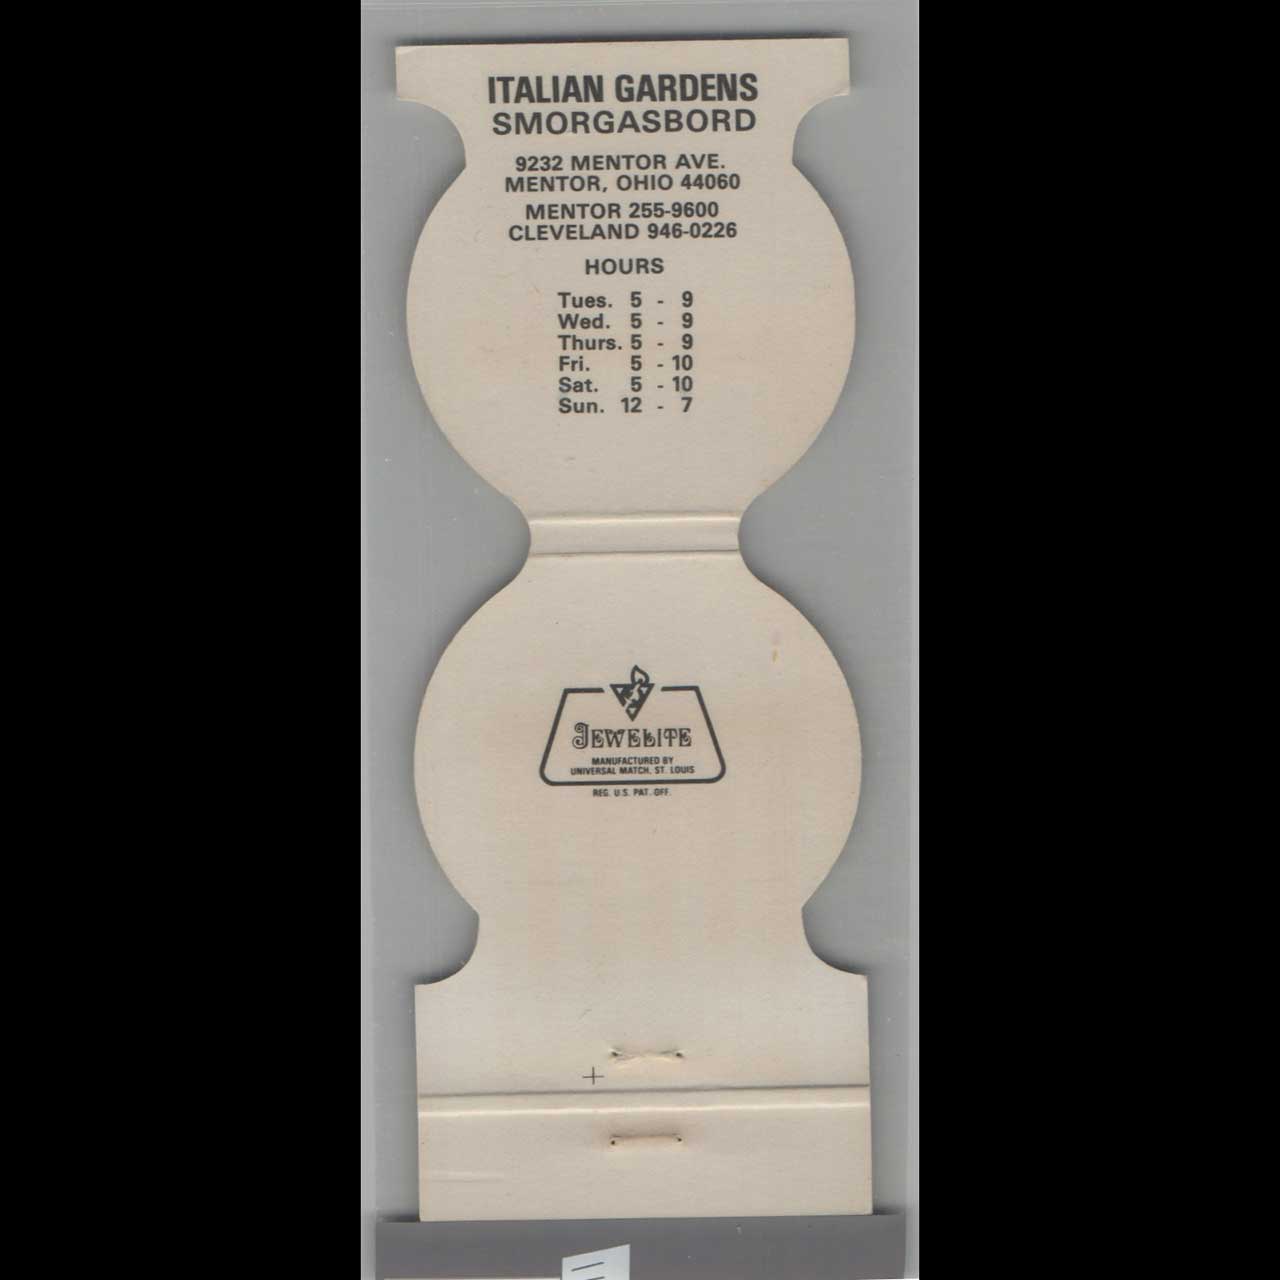 ITALIAN GARDENS
SMORGASBORD
9232 MENTOR AVE.
MENTOR, OHIO 44060
MENTOR 255-9600
CLEVELAND 946-0226
HOURS
Tues. 5 - 9
Wed. 5 - 9
Thurs. 5 - 9
Fri. 5 - 10
Sat. 5 - 10
Sun. 12 - 7
JEWELITE
MANUFACTURED BY
UNIVERSAL MATCH, ST. LOUIS
REG. U.S. PAT. OFF.